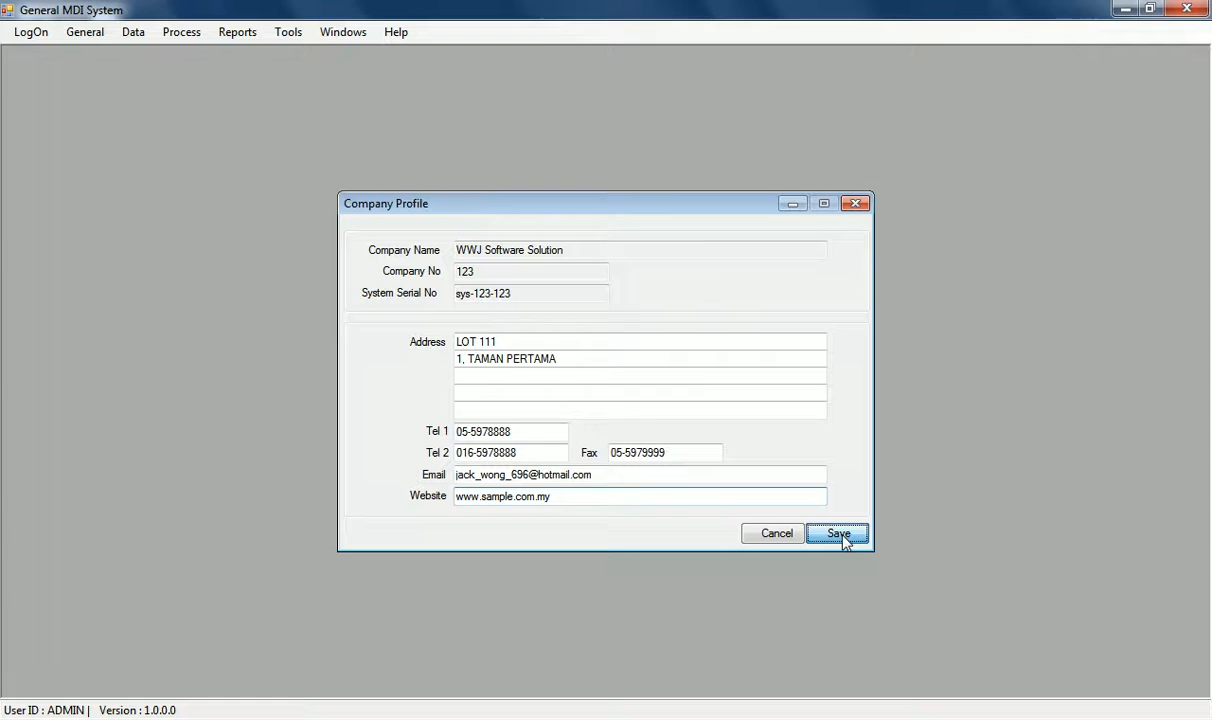 General MDI System
LogOn General Data Process Reports Tools Windows Help
Company Profile
Company Name WWJ Software Solution
Company No 123
System Serial No sys-123-123
Address LOT 111
1, TAMAN PERTAMA
Tel 1 05-5978888
Tel 2 016-5978888 Fax 05-5979999
Email jack_wong_696@hotmail.com
Website www.sample.com.my
Cancel Save
User ID : ADMIN | Version : 1.0.0.0